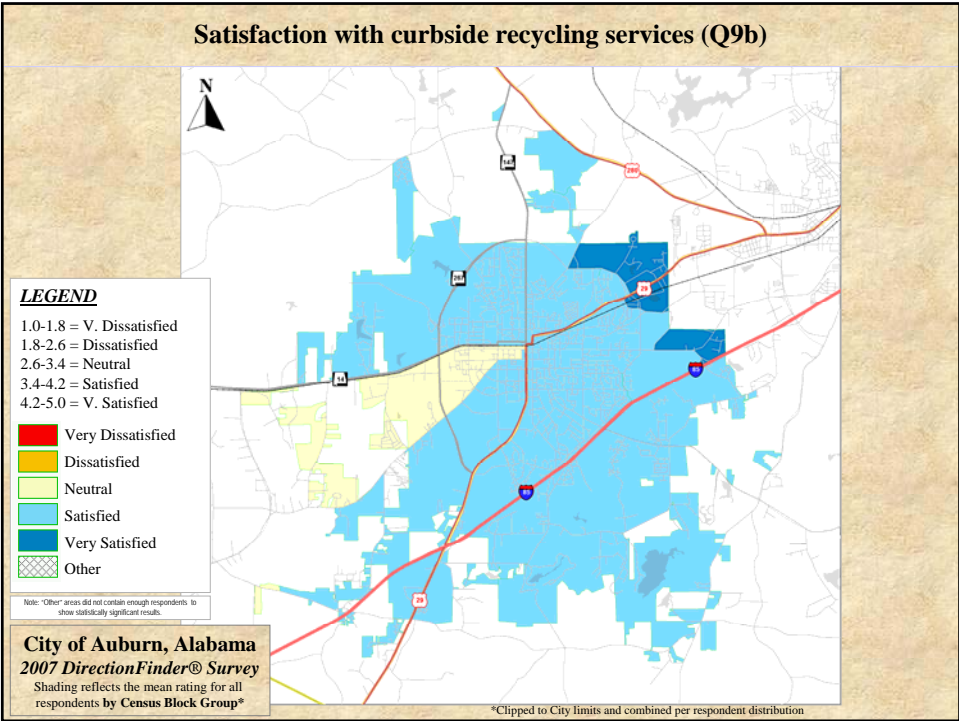 Satisfaction with curbside recycling services (Q9b)
N
147
280
267
29
14
85
85
29
LEGEND
1.0-1.8 = V. Dissatisfied
1.8-2.6 = Dissatisfied
2.6-3.4 = Neutral
3.4-4.2 = Satisfied
4.2-5.0 = V. Satisfied
Very Dissatisfied
Dissatisfied
Neutral
Satisfied
Very Satisfied
Other
Note: "Other" areas did not contain enough respondents to
show statistically significant results.
City of Auburn, Alabama
2007 DirectionFinder® Survey
Shading reflects the mean rating for all
respondents by Census Block Group*
*Clipped to City limits and combined per respondent distribution